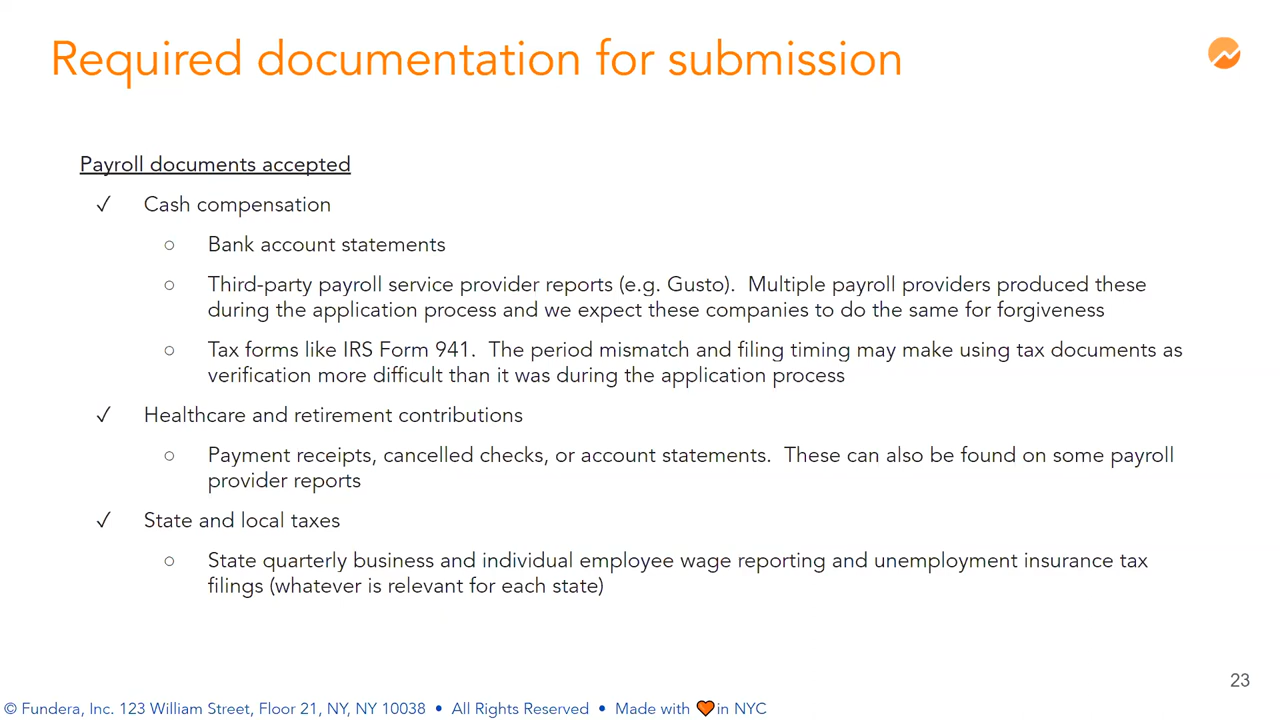 Required documentation for submission
Payroll documents accepted
✓ Cash compensation
○ Bank account statements
○ Third-party payroll service provider reports (e.g. Gusto).  Multiple payroll providers produced these
during the application process and we expect these companies to do the same for forgiveness
○ Tax forms like IRS Form 941.  The period mismatch and filing timing may make using tax documents as
verification more difficult than it was during the application process
✓ Healthcare and retirement contributions
○ Payment receipts, cancelled checks, or account statements.  These can also be found on some payroll
provider reports
✓ State and local taxes
○ State quarterly business and individual employee wage reporting and unemployment insurance tax
filings (whatever is relevant for each state)
23
© Fundera, Inc. 123 William Street, Floor 21, NY, NY 10038 • All Rights Reserved • Made with 🧡 in NYC